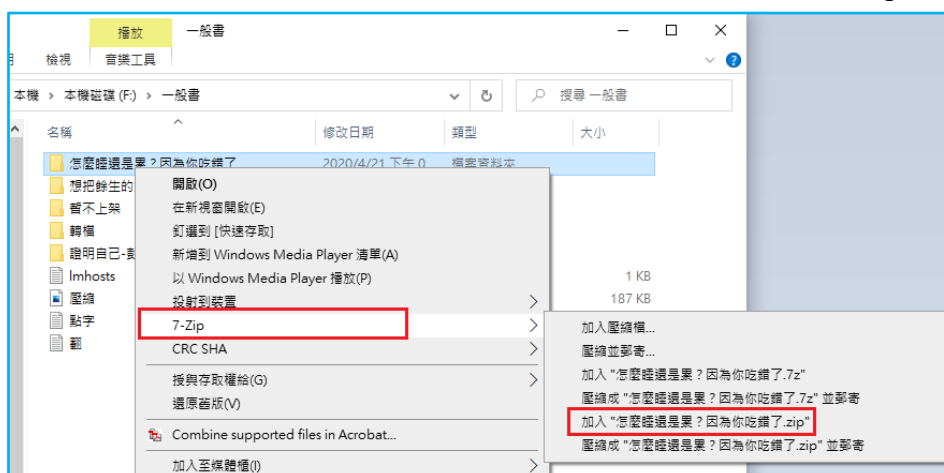 播放 一般書
檢視 音樂工具
本機 › 本機磁碟 (F:) › 一般書 搜尋 一般書
名稱 修改日期 類型 大小
怎麼睡還是累？因為你吃錯了 2020/4/21 下午 0 檔案資料夾
想把餘生的
暫不上架
轉檔
證明自己-彭
lmhosts 1 KB
壓縮 187 KB
點字
翻
開啟(O)
在新視窗開啟(E)
釘選到 [快速存取]
新增到 Windows Media Player 清單(A)
以 Windows Media Player 播放(P)
投射到裝置
7-Zip
CRC SHA
授與存取權給(G)
還原舊版(V)
Combine supported files in Acrobat...
加入至媒體櫃(I)
加入壓縮檔...
壓縮並郵寄...
加入 "怎麼睡還是累？因為你吃錯了.7z"
壓縮成 "怎麼睡還是累？因為你吃錯了.7z" 並郵寄
加入 "怎麼睡還是累？因為你吃錯了.zip"
壓縮成 "怎麼睡還是累？因為你吃錯了.zip" 並郵寄